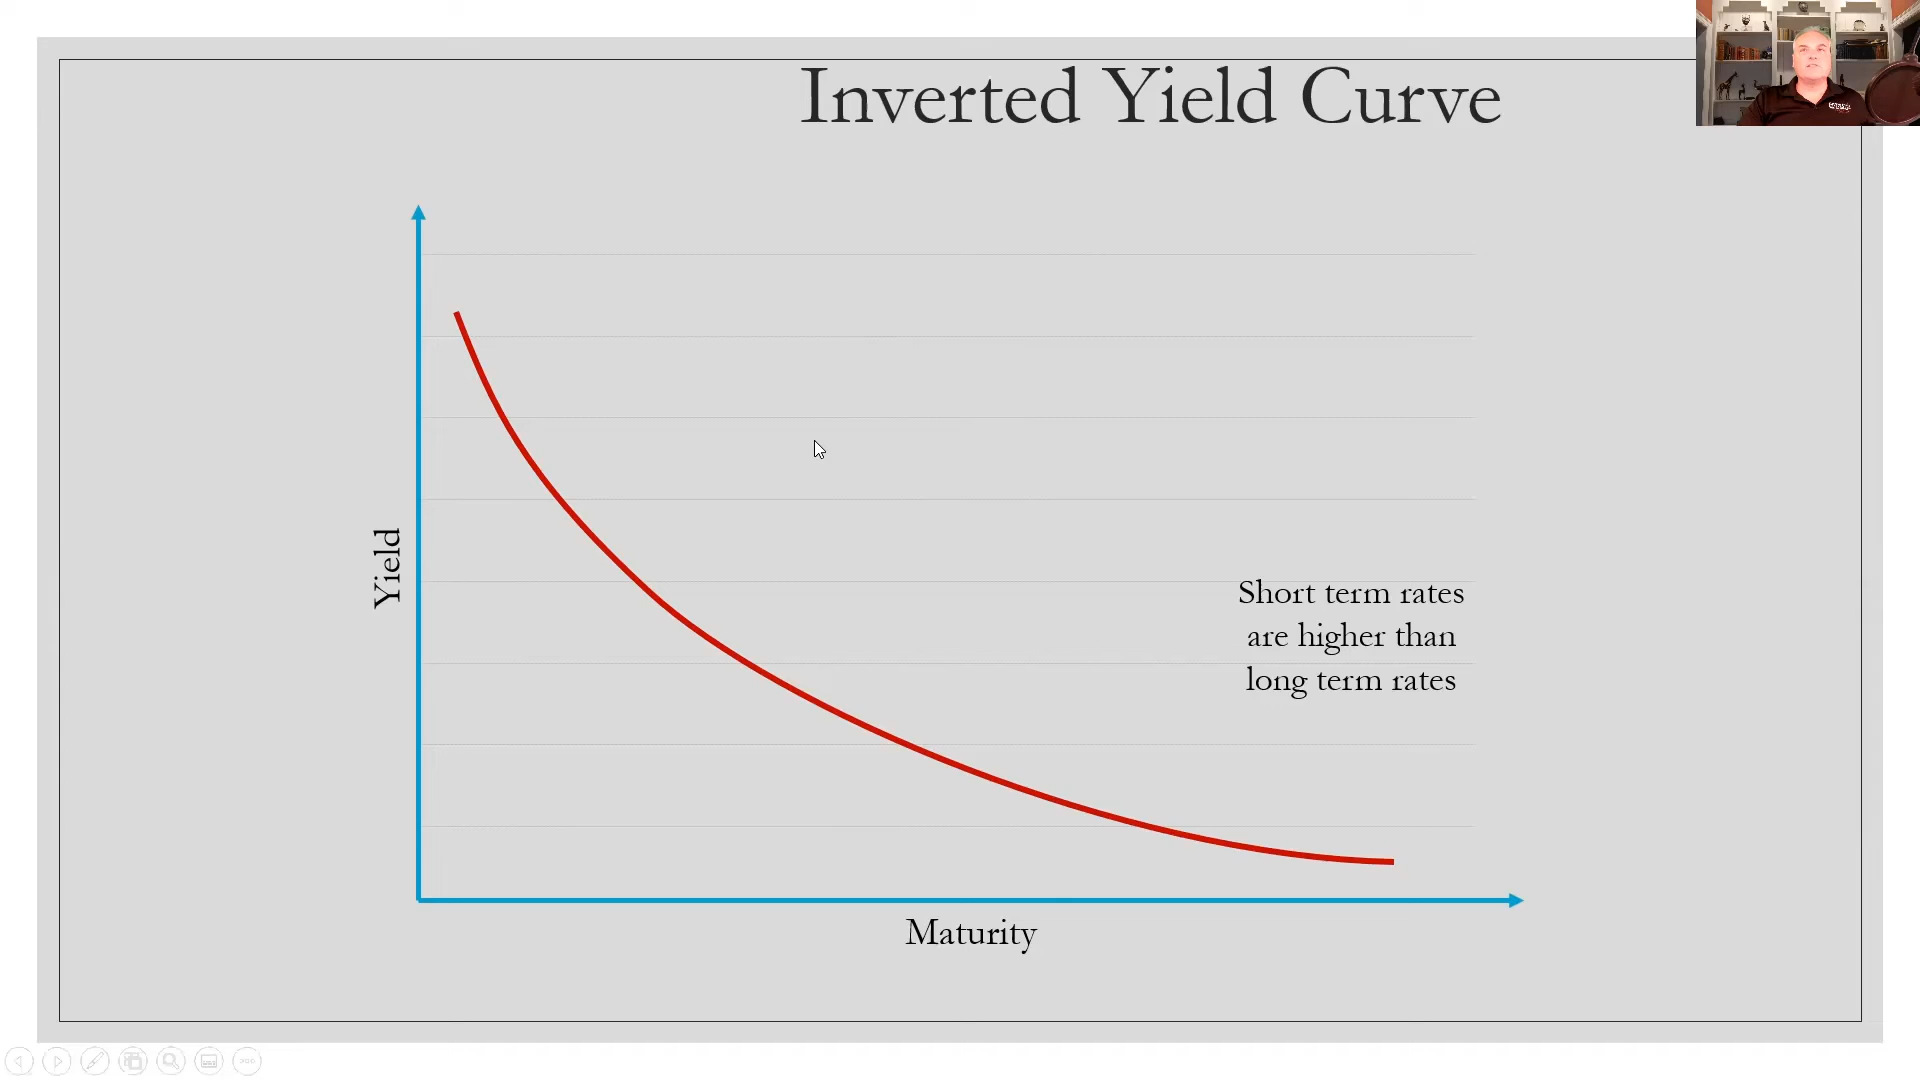 Inverted Yield Curve
Yield
Short term rates
are higher than
long term rates
Maturity